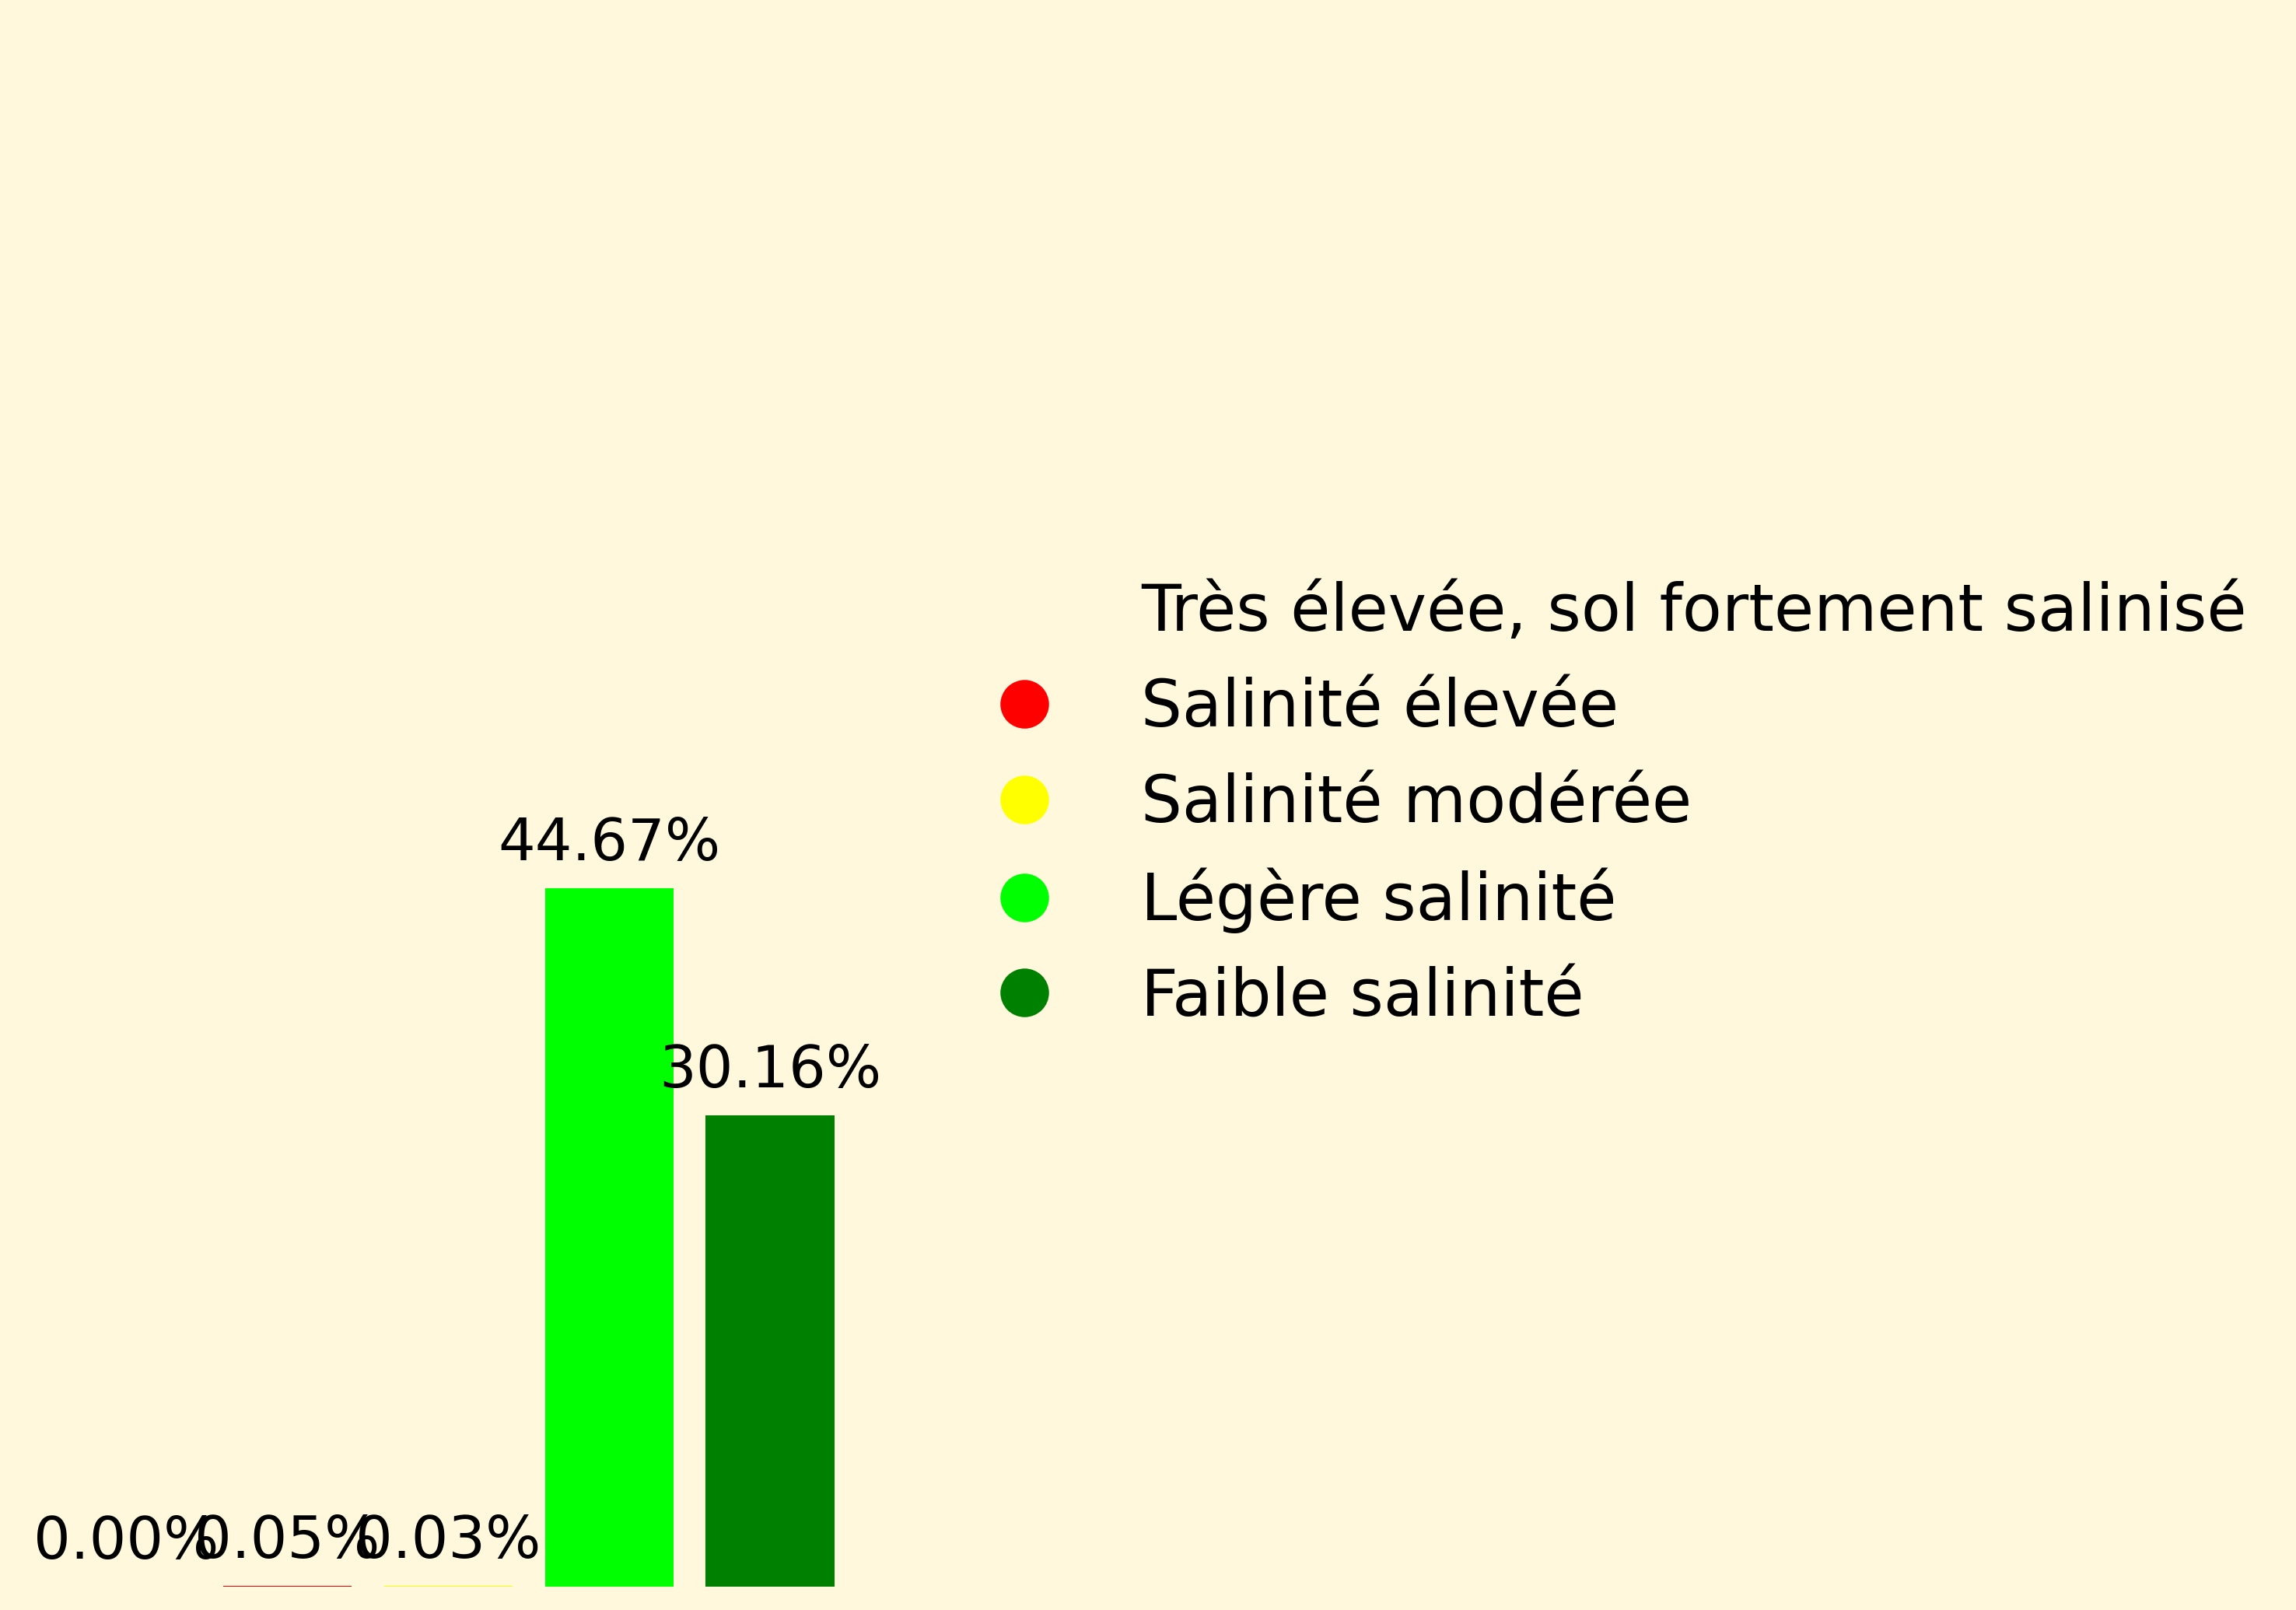 Très élevée, sol fortement salinisé
Salinité élevée
Salinité modérée
Légère salinité
Faible salinité
44.67%
30.16%
0.00%
0.05%
0.03%